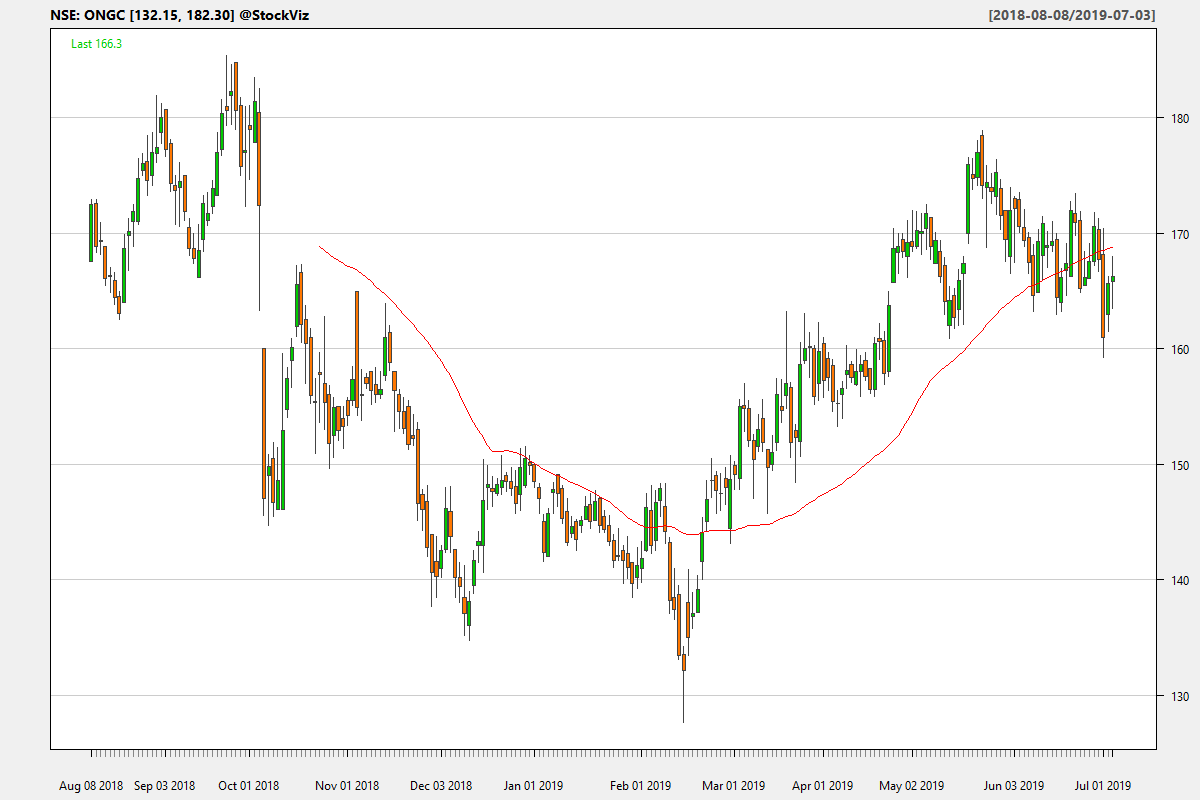 NSE: ONGC [132.15, 182.30] @StockViz [2018-08-08/2019-07-03]
Last 166.3
180
170
160
150
140
130
Aug 08 2018 Sep 03 2018 Oct 01 2018 Nov 01 2018 Dec 03 2018 Jan 01 2019 Feb 01 2019 Mar 01 2019 Apr 01 2019 May 02 2019 Jun 03 2019 Jul 01 2019